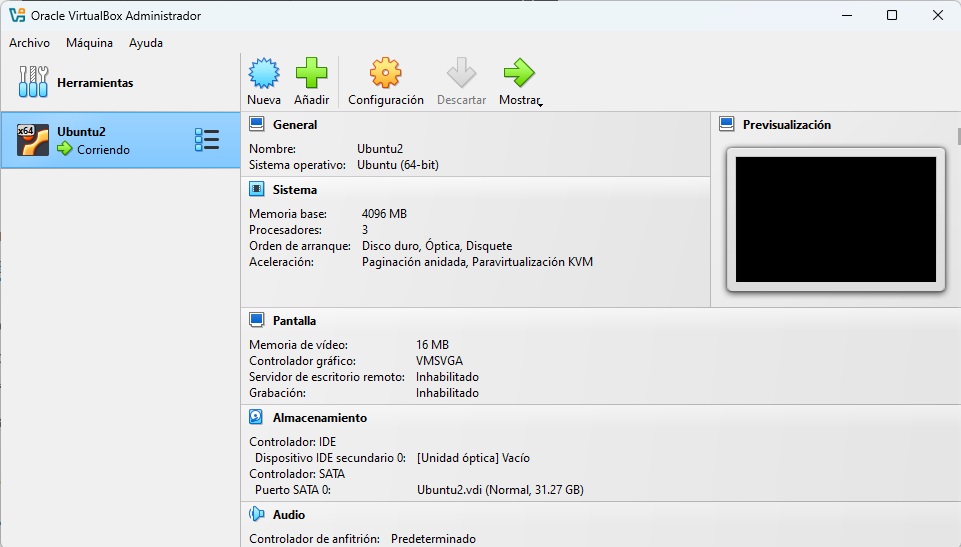 Oracle VirtualBox Administrador
Archivo Máquina Ayuda
Herramientas
Nueva Añadir Configuración Descartar Mostrar
x64
Ubuntu2
Corriendo
General
Nombre: Ubuntu2
Sistema operativo: Ubuntu (64-bit)
Previsualización
Sistema
Memoria base: 4096 MB
Procesadores: 3
Orden de arranque: Disco duro, Óptica, Disquete
Aceleración: Paginación anidada, Paravirtualización KVM
Pantalla
Memoria de vídeo: 16 MB
Controlador gráfico: VMSVGA
Servidor de escritorio remoto: Inhabilitado
Grabación: Inhabilitado
Almacenamiento
Controlador: IDE
Dispositivo IDE secundario 0: [Unidad óptica] Vacío
Controlador: SATA
Puerto SATA 0: Ubuntu2.vdi (Normal, 31.27 GB)
Audio
Controlador de anfitrión: Predeterminado